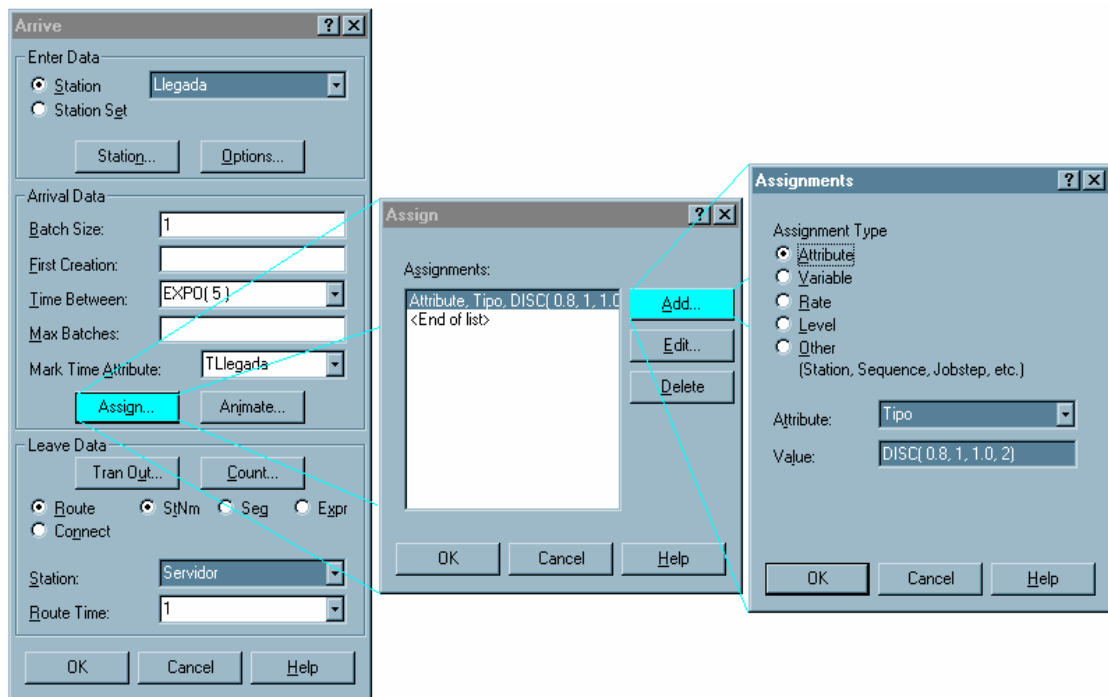 Arrive
Enter Data
Station
Llegada
Station Set
Station...
Options...
Arrival Data
Batch Size:
1
First Creation:
Time Between:
EXPO( 5 )
Max Batches:
Mark Time Attribute:
TLlegada
Assign...
Animate...
Leave Data
Tran Out...
Count...
Route
StNm
Seg
Expr
Connect
Station:
Servidor
Route Time:
1
OK
Cancel
Help
Assign
Assignments:
Attribute, Tipo, DISC( 0.8, 1, 1.0
<End of list>
Add...
Edit...
Delete
OK
Cancel
Help
Assignments
Assignment Type
Attribute
Variable
Rate
Level
Other
(Station, Sequence, Jobstep, etc.)
Attribute:
Tipo
Value:
DISC( 0.8, 1, 1.0, 2)
OK
Cancel
Help